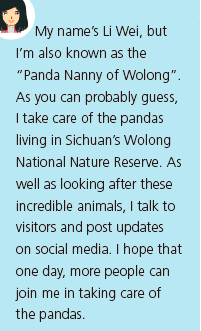 My name's Li Wei, but
I'm also known as the
"Panda Nanny of Wolong".
As you can probably guess,
I take care of the pandas
living in Sichuan's Wolong
National Nature Reserve. As
well as looking after these
incredible animals, I talk to
visitors and post updates
on social media. I hope that
one day, more people can
join me in taking care of
the pandas.